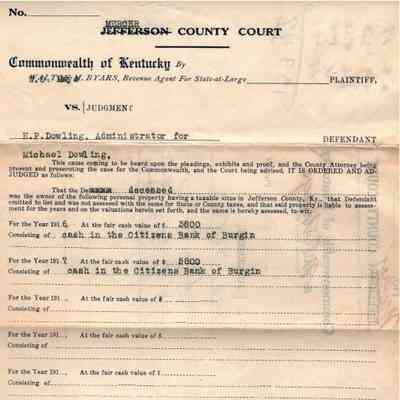 No.
MERCER
JEFFERSON COUNTY COURT
Commonwealth of Kentucky By
BYARS, Revenue Agent For State-at-Large PLAINTIFF,
VS. JUDGMENT
N.P.Dowling, Administrator for DEFENDANT
Michael Dowling,
This cause coming to be heard upon the pleadings, exhibits and proof, and the County Attorney being
present and prosecuting the case for the Commonwealth, and the Court being advised, IT IS ORDERED AND AD-
JUDGED as follows:
That the De deceased
was the owner of the following personal property having a taxable situs in Jefferson County, Ky., that Defendant
omitted to list and was not assessed with the same for State or County taxes, and that said property is liable to assess-
ment for the years and on the valuations herein set forth, and the same is hereby assessed, to-wit:
For the Year 1916 At the fair cash value of $ 5800
Consisting of cash in the Citizens Bank of Burgin
For the Year 1917 At the fair cash value of $ 5800
Consisting of cash in the Citizens Bank of Burgin
For the Year 191 , At the fair cash value of $
Consisting of
For the Year 191 , At the fair cash value of $
Consisting of
For the Year 191 , At the fair cash value of $
Consisting of